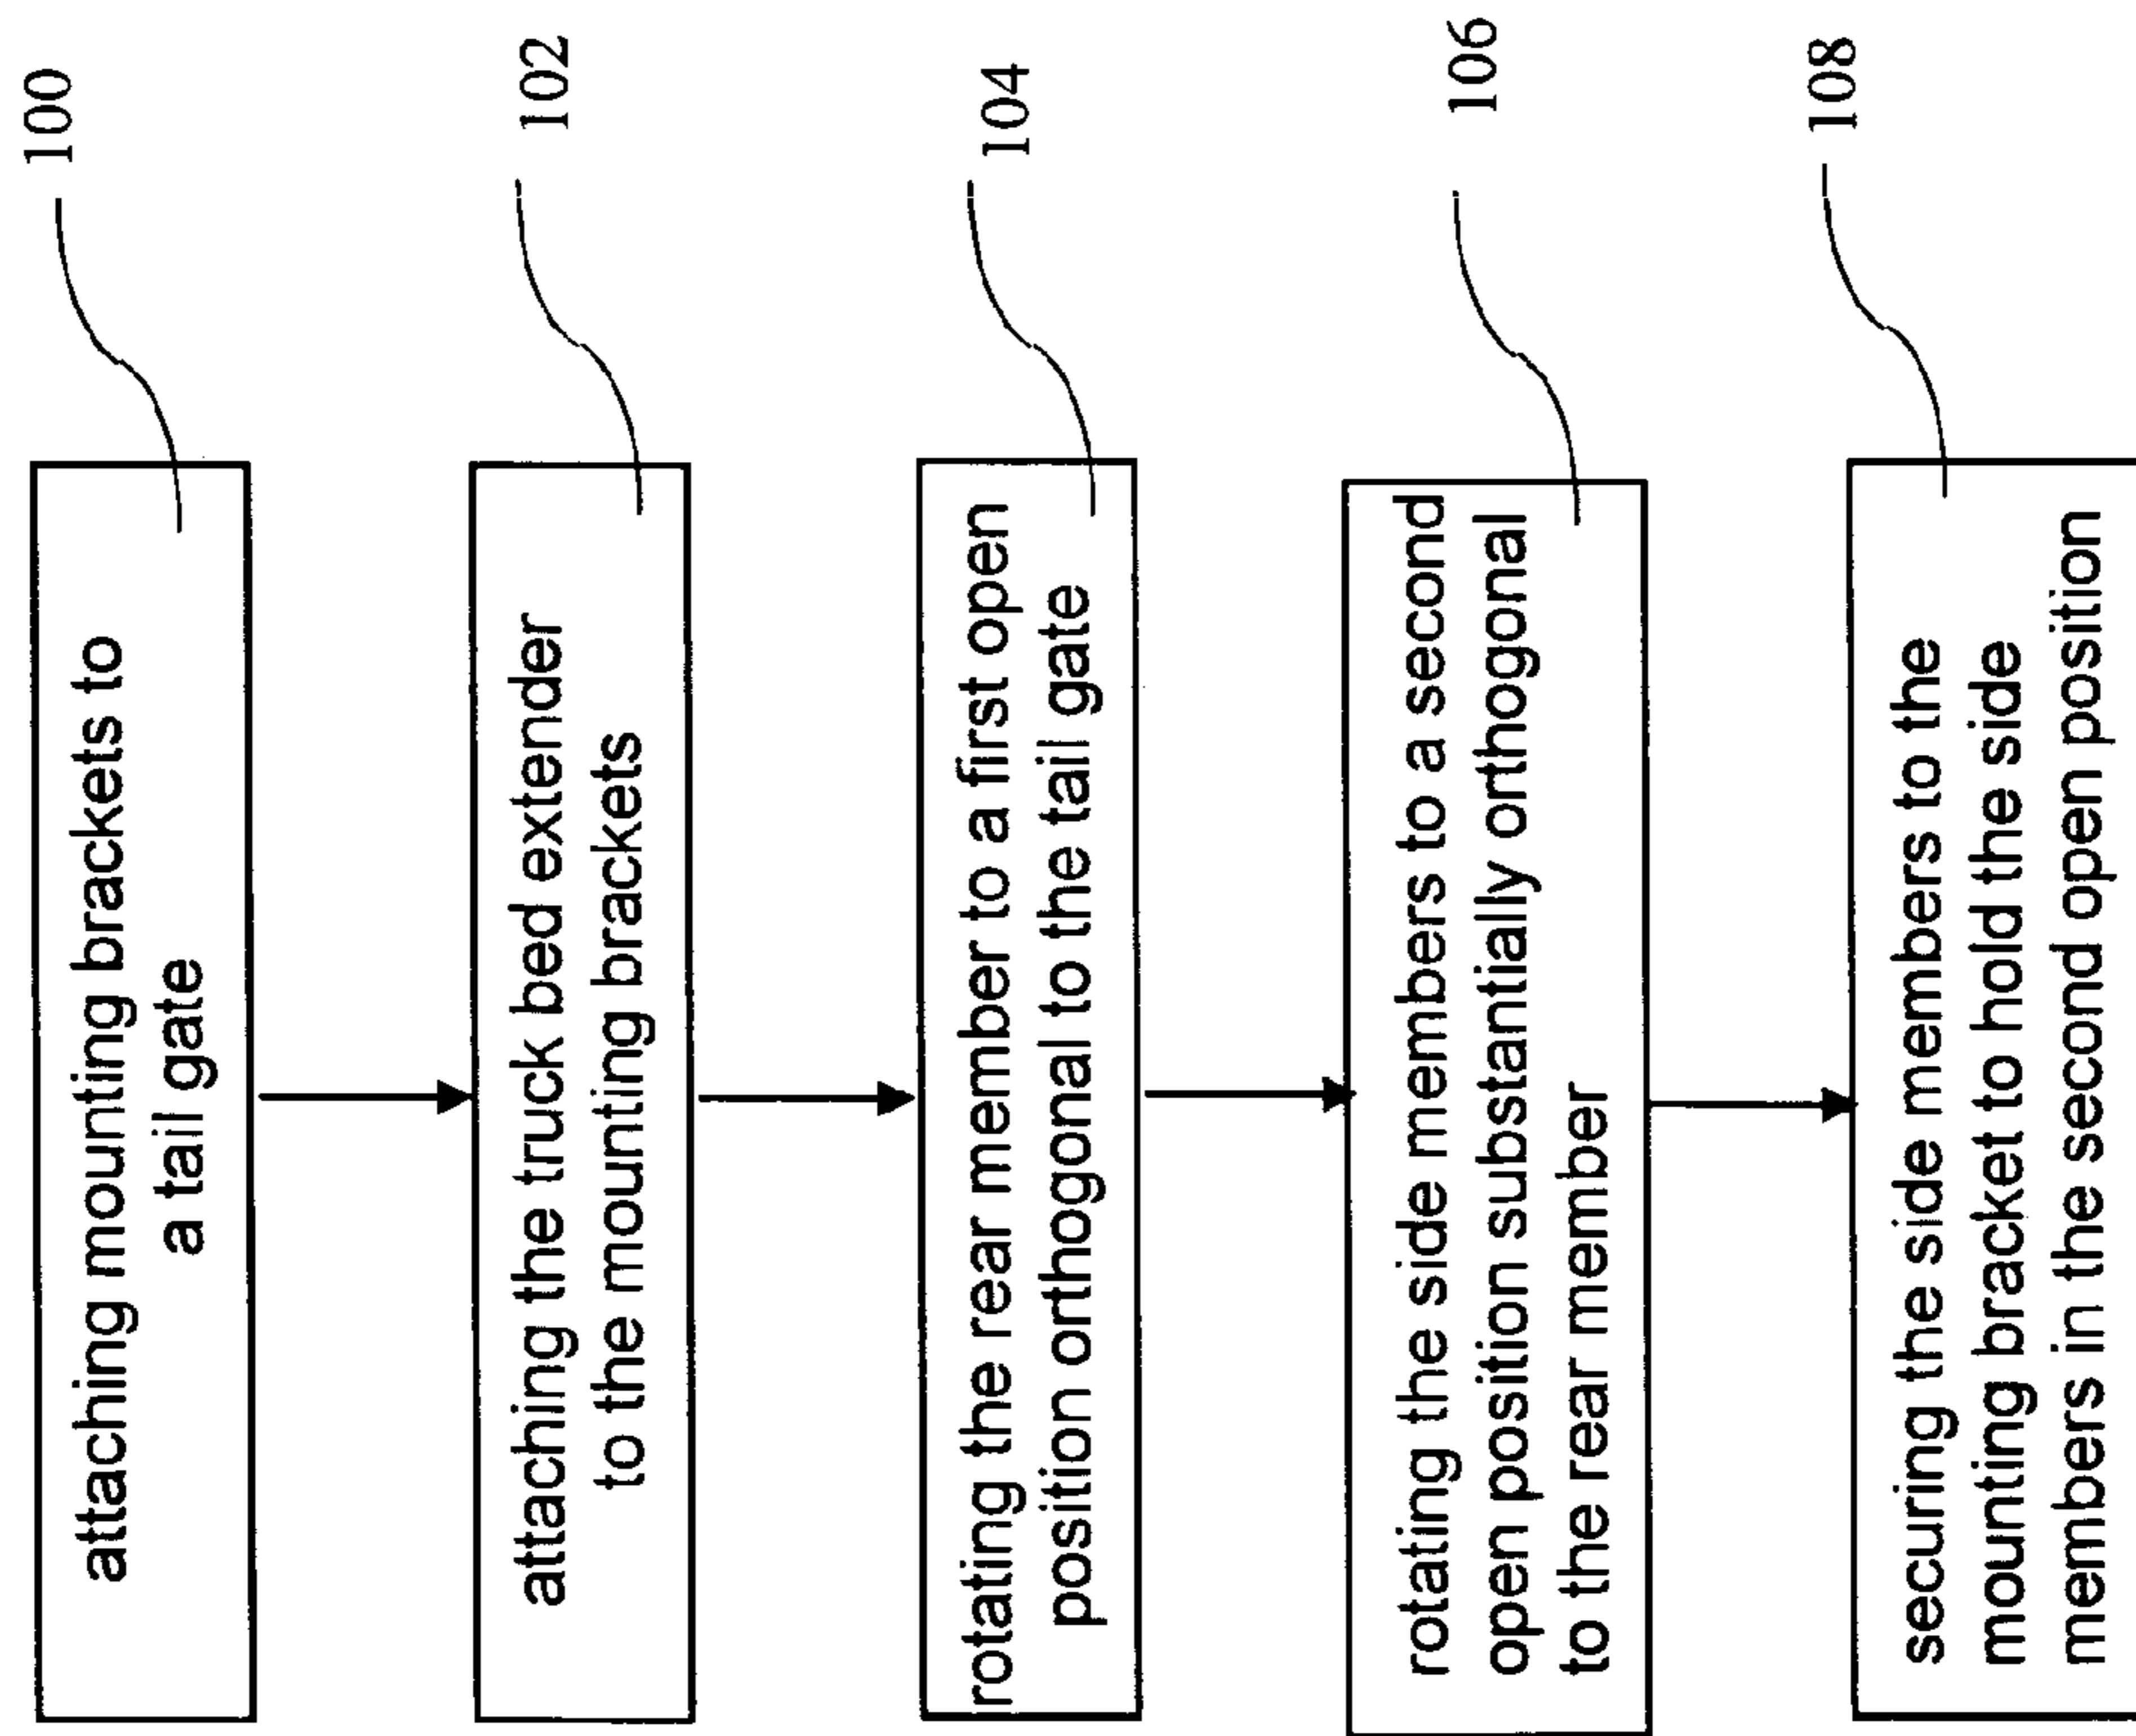 attaching mounting brackets to
a tail gate
100
attaching the truck bed extender
to the mounting brackets
102
rotating the rear member to a first open
position orthogonal to the tail gate
104
rotating the side members to a second
open position substantially orthogonal
to the rear member
106
securing the side members to the
mounting bracket to hold the side
members in the second open position
108